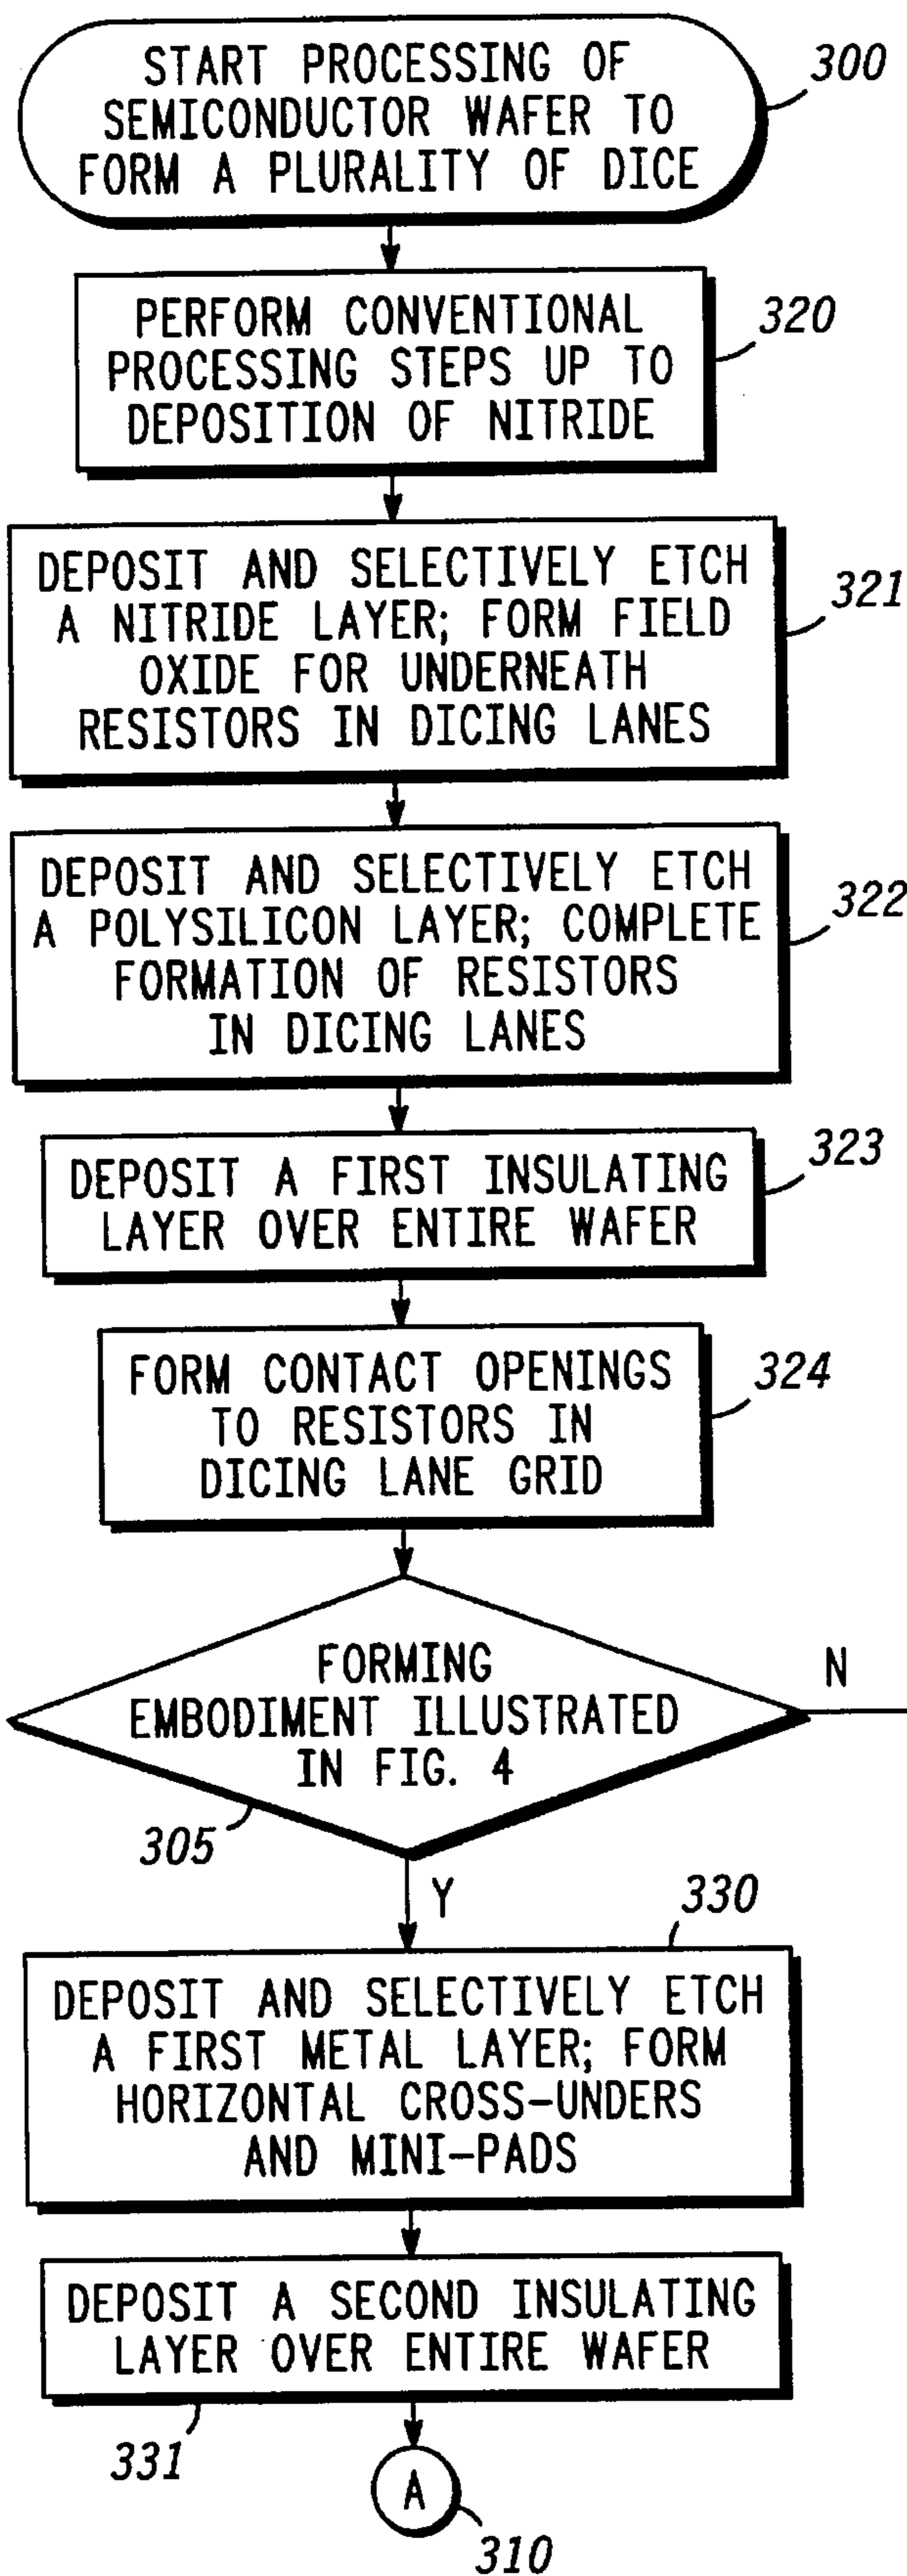 START PROCESSING OF
SEMICONDUCTOR WAFER TO
FORM A PLURALITY OF DICE
300
PERFORM CONVENTIONAL
PROCESSING STEPS UP TO
DEPOSITION OF NITRIDE
320
DEPOSIT AND SELECTIVELY ETCH
A NITRIDE LAYER; FORM FIELD
OXIDE FOR UNDERNEATH
RESISTORS IN DICING LANES
321
DEPOSIT AND SELECTIVELY ETCH
A POLYSILICON LAYER; COMPLETE
FORMATION OF RESISTORS
IN DICING LANES
322
DEPOSIT A FIRST INSULATING
LAYER OVER ENTIRE WAFER
323
FORM CONTACT OPENINGS
TO RESISTORS IN
DICING LANE GRID
324
FORMING
EMBODIMENT ILLUSTRATED
IN FIG. 4
N
305
Y
330
DEPOSIT AND SELECTIVELY ETCH
A FIRST METAL LAYER; FORM
HORIZONTAL CROSS-UNDERS
AND MINI-PADS
DEPOSIT A SECOND INSULATING
LAYER OVER ENTIRE WAFER
331
A
310